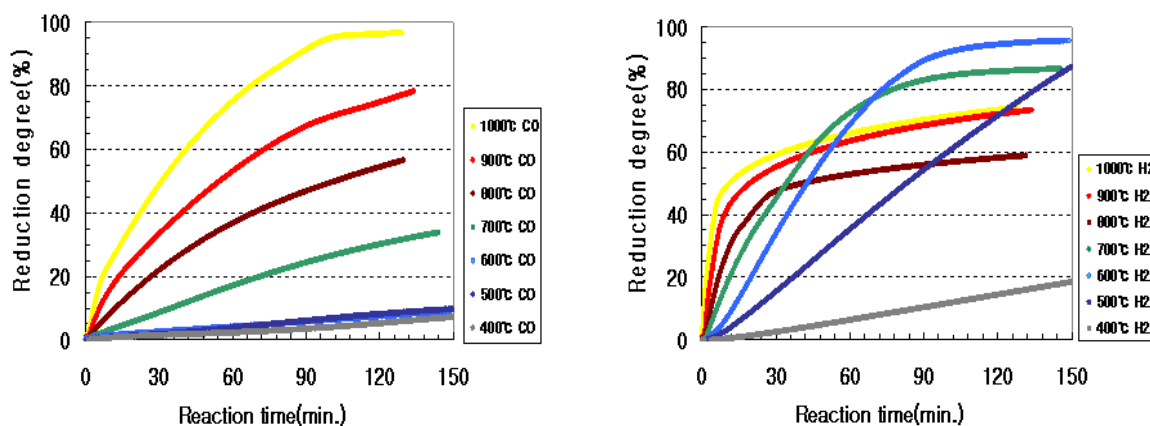 Reduction degree(%)
100
80
60
40
20
0
0 30 60 90 120 150
Reaction time(min.)
1000℃ CO
900℃ CO
800℃ CO
700℃ CO
600℃ CO
500℃ CO
400℃ CO
Reduction degree(%)
100
80
60
40
20
0
0 30 60 90 120 150
Reaction time(min.)
1000℃ H2
900℃ H2
800℃ H2
700℃ H2
600℃ H2
500℃ H2
400℃ H2